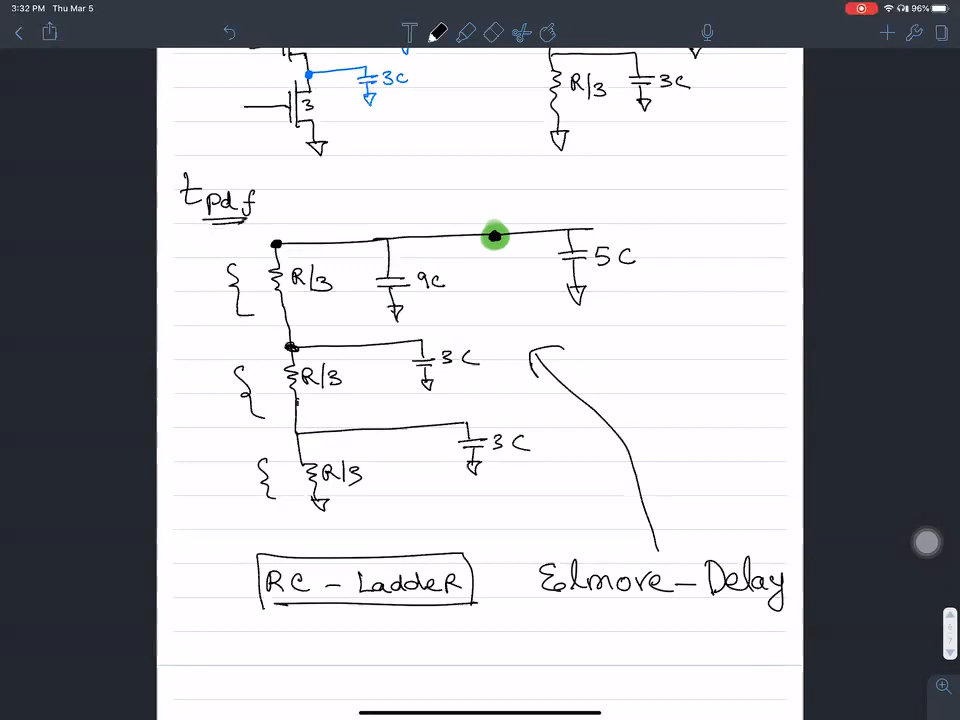 3:32 PM Thu Mar 5
96%
3C
3
R/3
3C
tpdf
R/3
9C
5C
R/3
3C
R/3
3C
RC - LaddeR
Eelmore - Delay